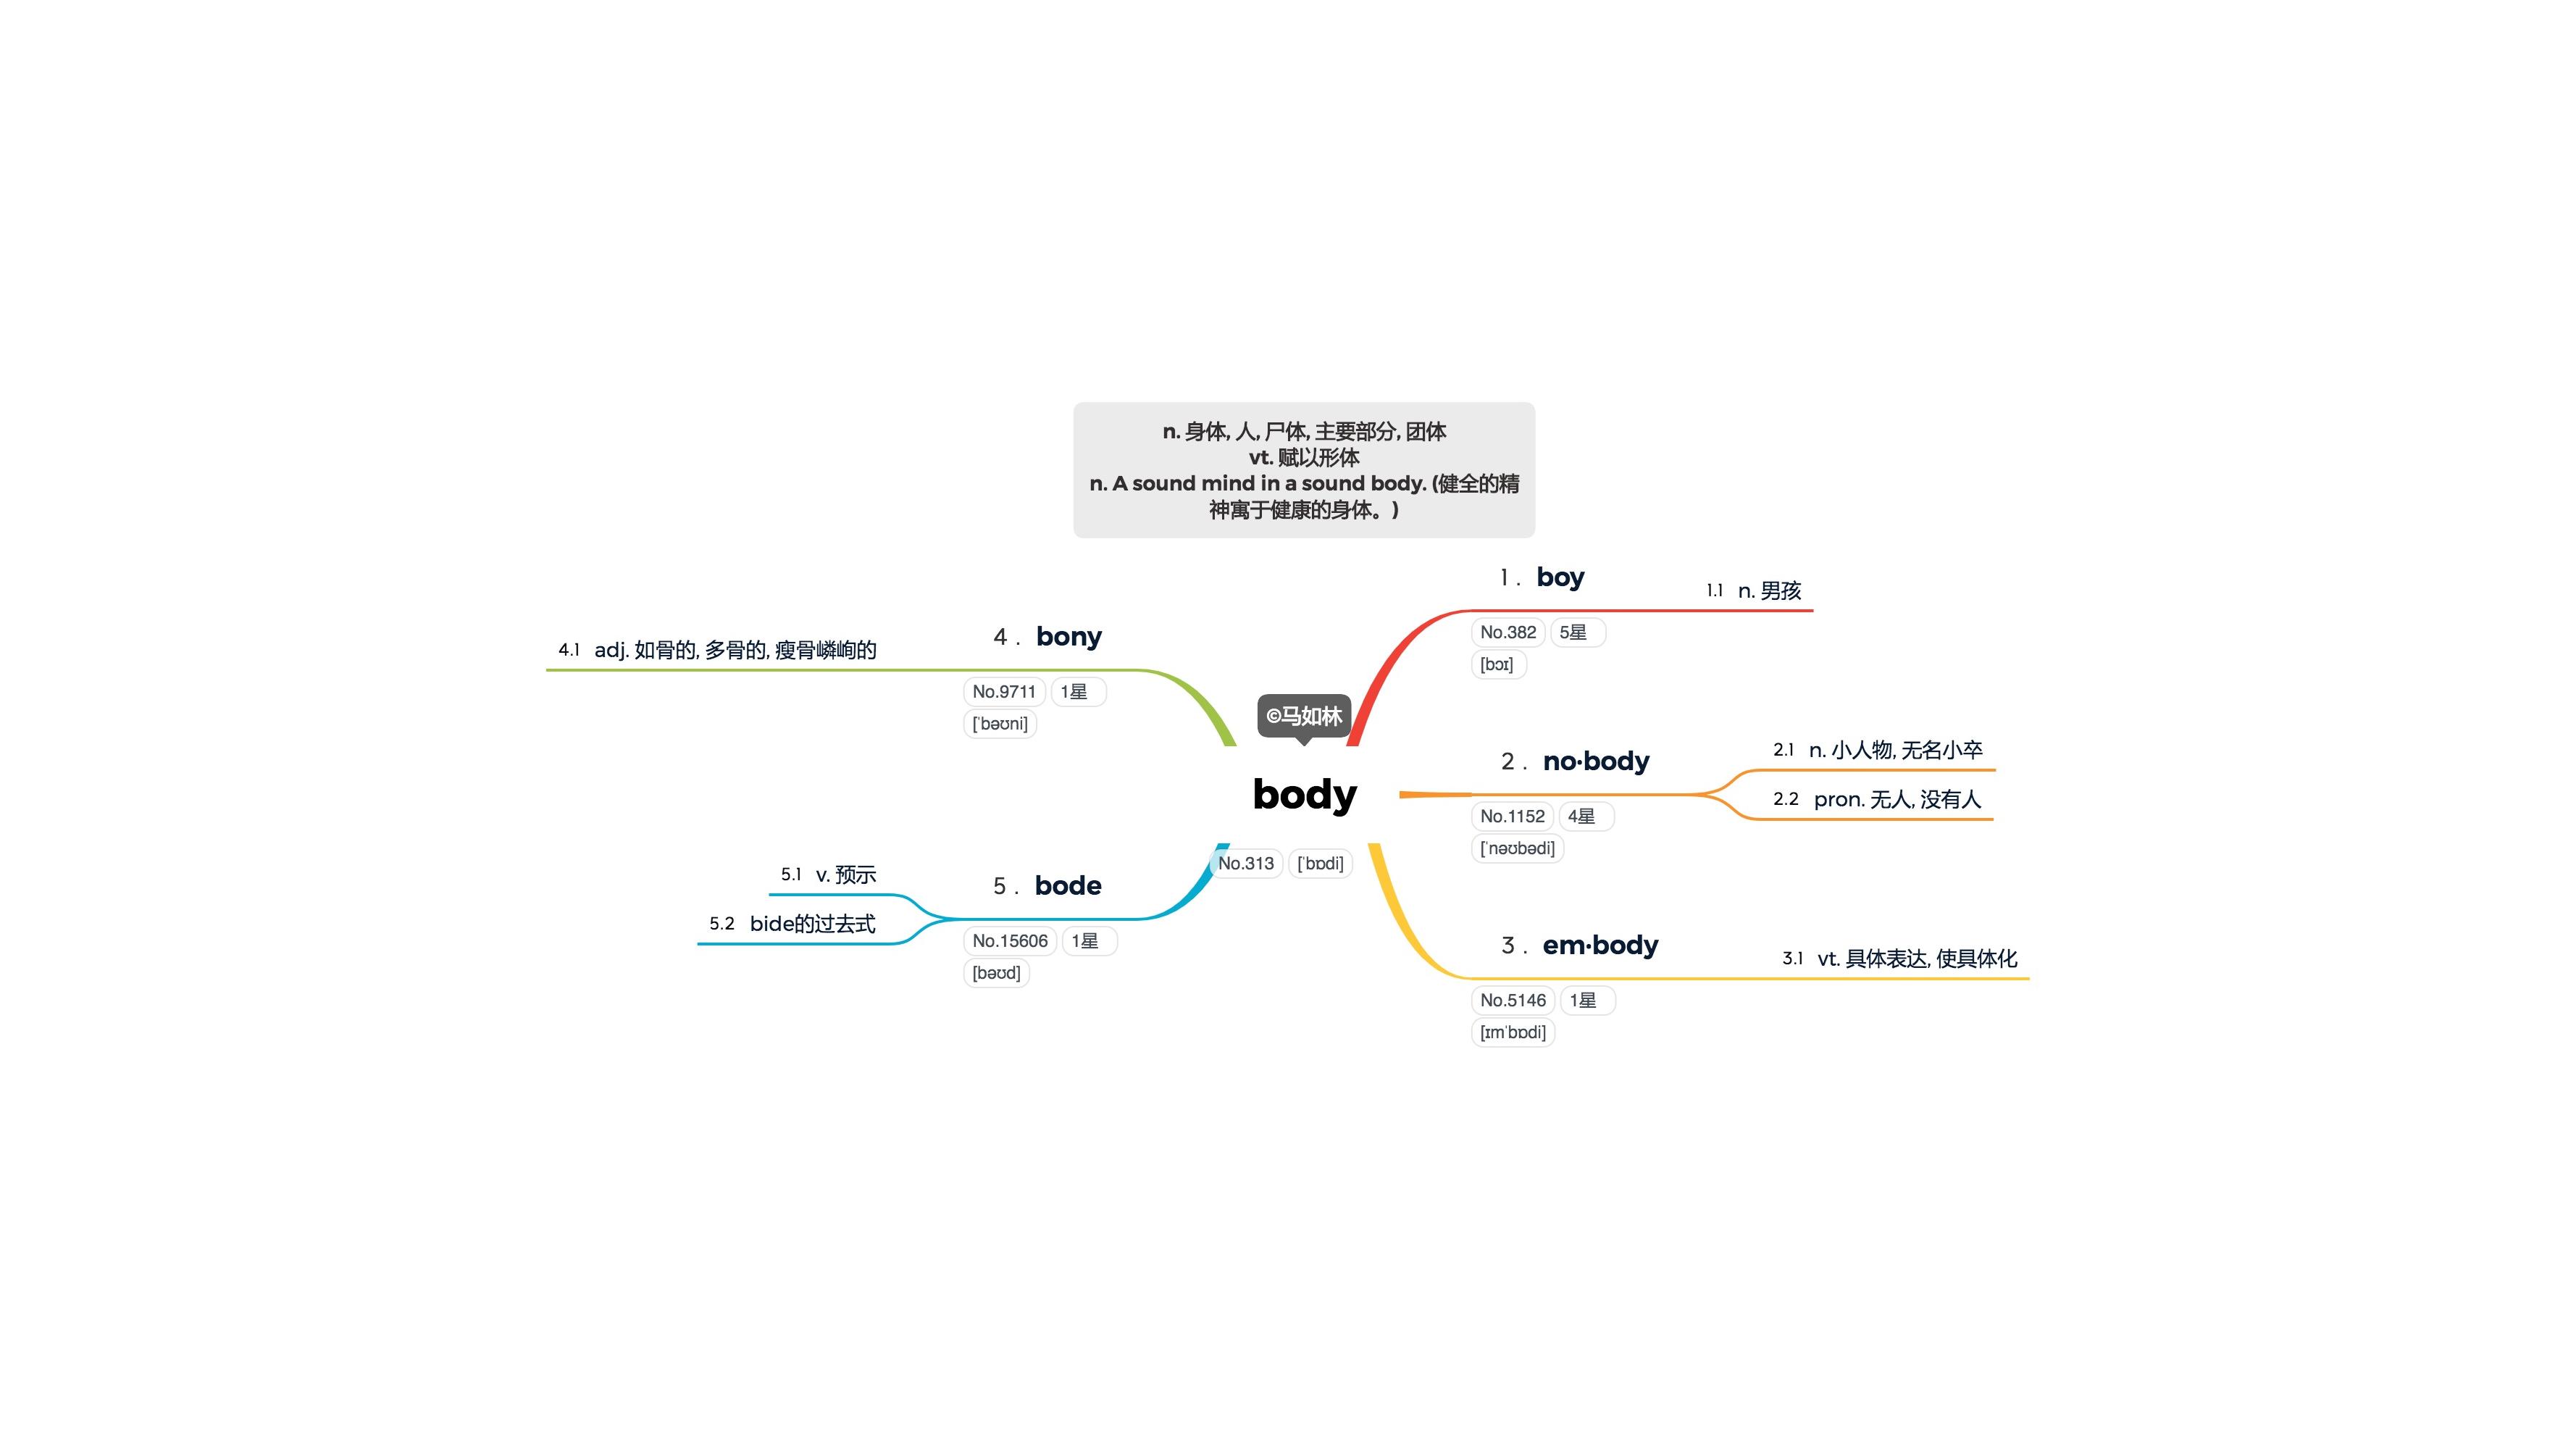 n. 身体, 人, 尸体, 主要部分, 团体
vt. 赋以形体
n. A sound mind in a sound body. (健全的精
神寓于健康的身体。)
©马如林
body
No.313 [ˈbɒdi]
1 . boy
No.382 5星
[bɔɪ]
1.1 n. 男孩
2 . no·body
No.1152 4星
[ˈnəʊbədi]
2.1 n. 小人物, 无名小卒
2.2 pron. 无人, 没有人
3 . em·body
No.5146 1星
[ɪmˈbɒdi]
3.1 vt. 具体表达, 使具体化
4 . bony
No.9711 1星
[ˈbəʊni]
4.1 adj. 如骨的, 多骨的, 瘦骨嶙峋的
5 . bode
No.15606 1星
[bəʊd]
5.1 v. 预示
5.2 bide的过去式